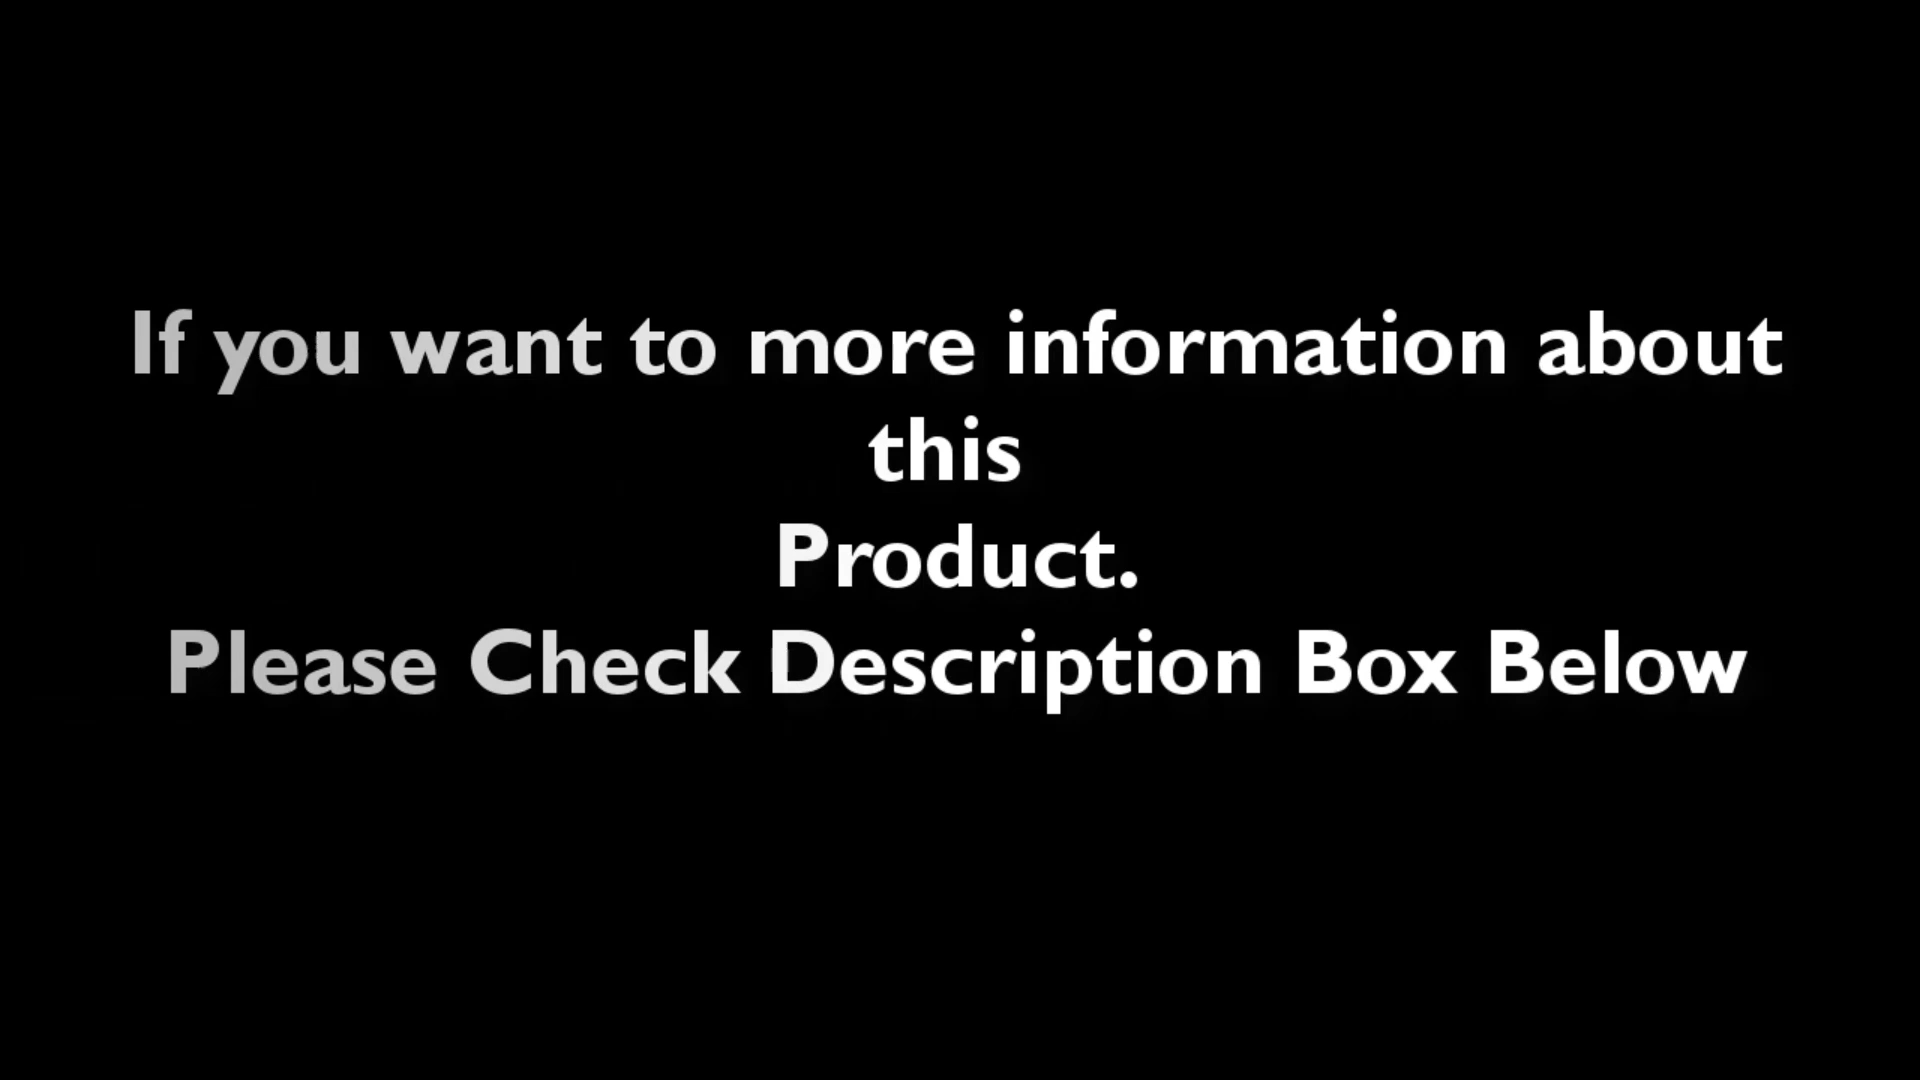 If you want to more information about
this
Product.
Please Check Description Box Below